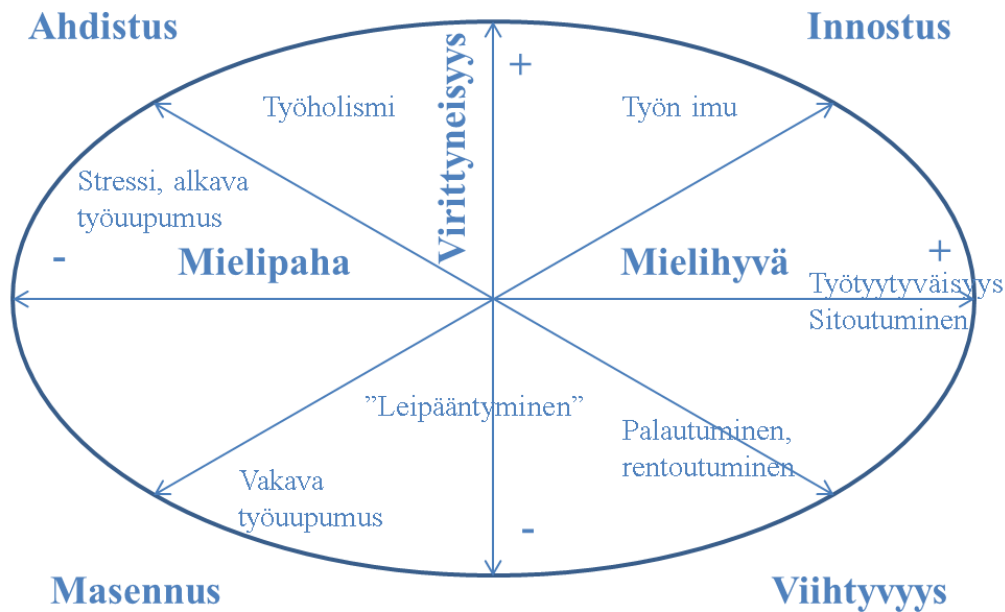 Ahdistus
Innostus
Virittyneisyys
+
Työholismi
Työn imu
Stressi, alkava
työuupumus
-
Mielipaha
Mielihyvä
+
Työtyytyväisyys
Sitoutuminen
”Leipääntyminen”
Palautuminen,
rentoutuminen
Vakava
työuupumus
-
Masennus
Viihtyvyys